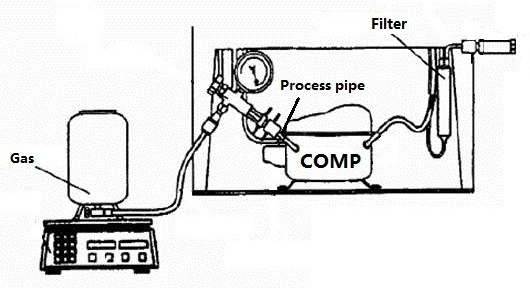 Filter
Process pipe
Gas
COMP